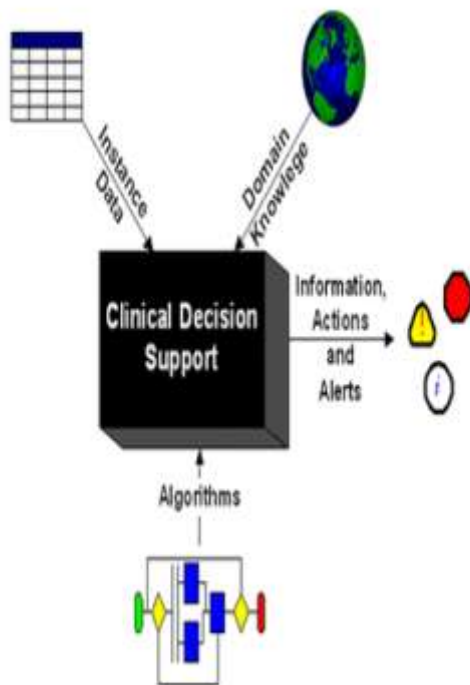 Instance
Data
Domain
Knowlege
Clinical Decision
Support
Information,
Actions
and
Alerts
!
i
Algorithms